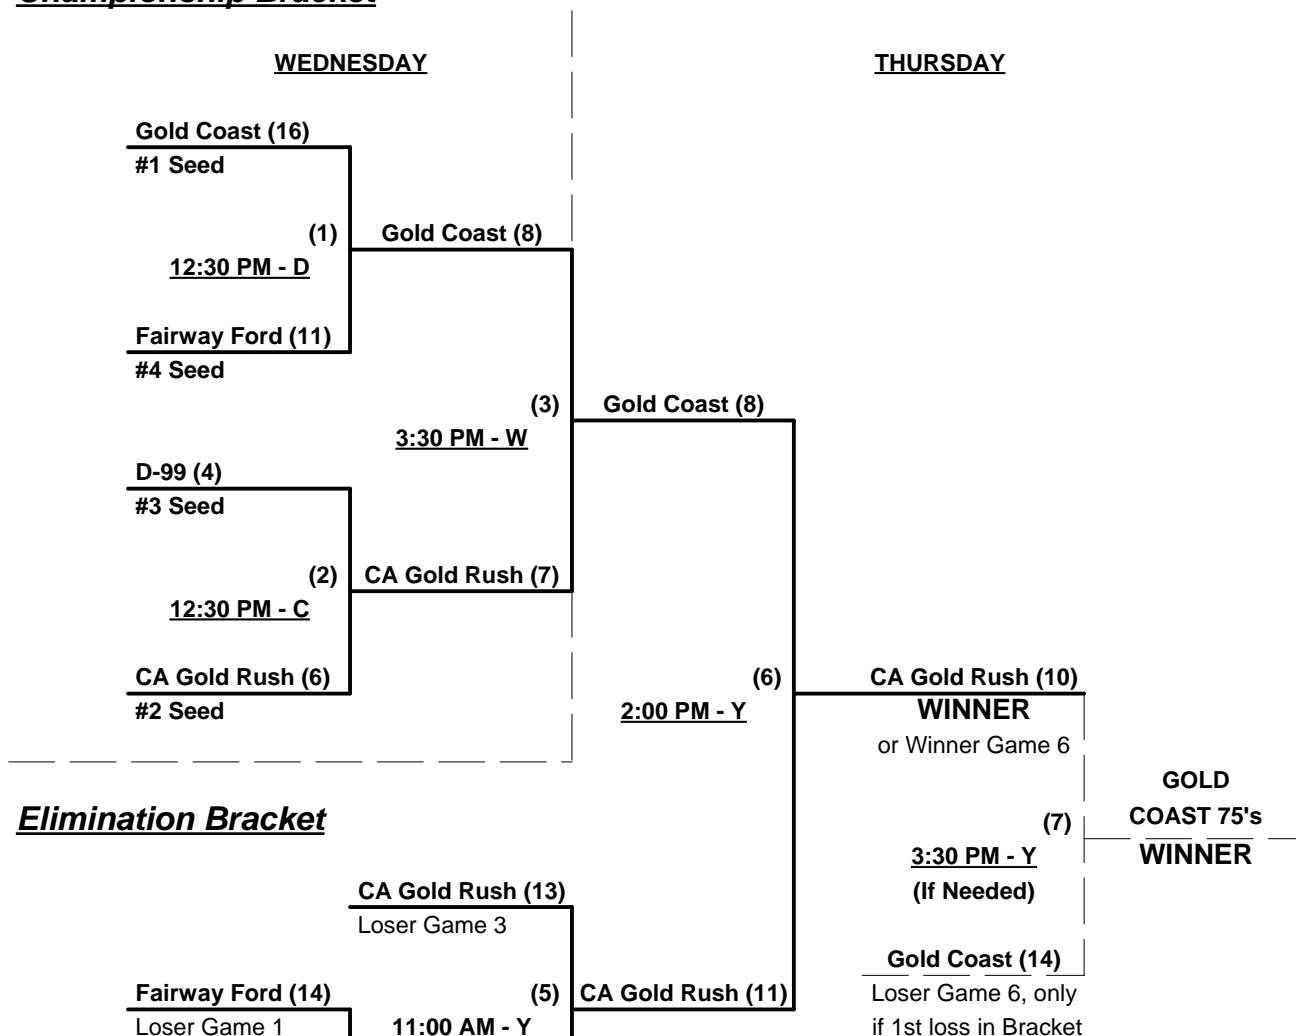 Championship Bracket
WEDNESDAY
THURSDAY
Gold Coast (16)
#1 Seed
(1)
Gold Coast (8)
12:30 PM - D
Fairway Ford (11)
#4 Seed
(3)
Gold Coast (8)
3:30 PM - W
D-99 (4)
#3 Seed
(2)
CA Gold Rush (7)
12:30 PM - C
CA Gold Rush (6)
#2 Seed
(6)
CA Gold Rush (10)
2:00 PM - Y
WINNER
or Winner Game 6
GOLD
COAST 75's
WINNER
(7)
3:30 PM - Y
(If Needed)
Elimination Bracket
CA Gold Rush (13)
Loser Game 3
Gold Coast (14)
Loser Game 6, only
if 1st loss in Bracket
Fairway Ford (14)
Loser Game 1
(5)
CA Gold Rush (11)
11:00 AM - Y